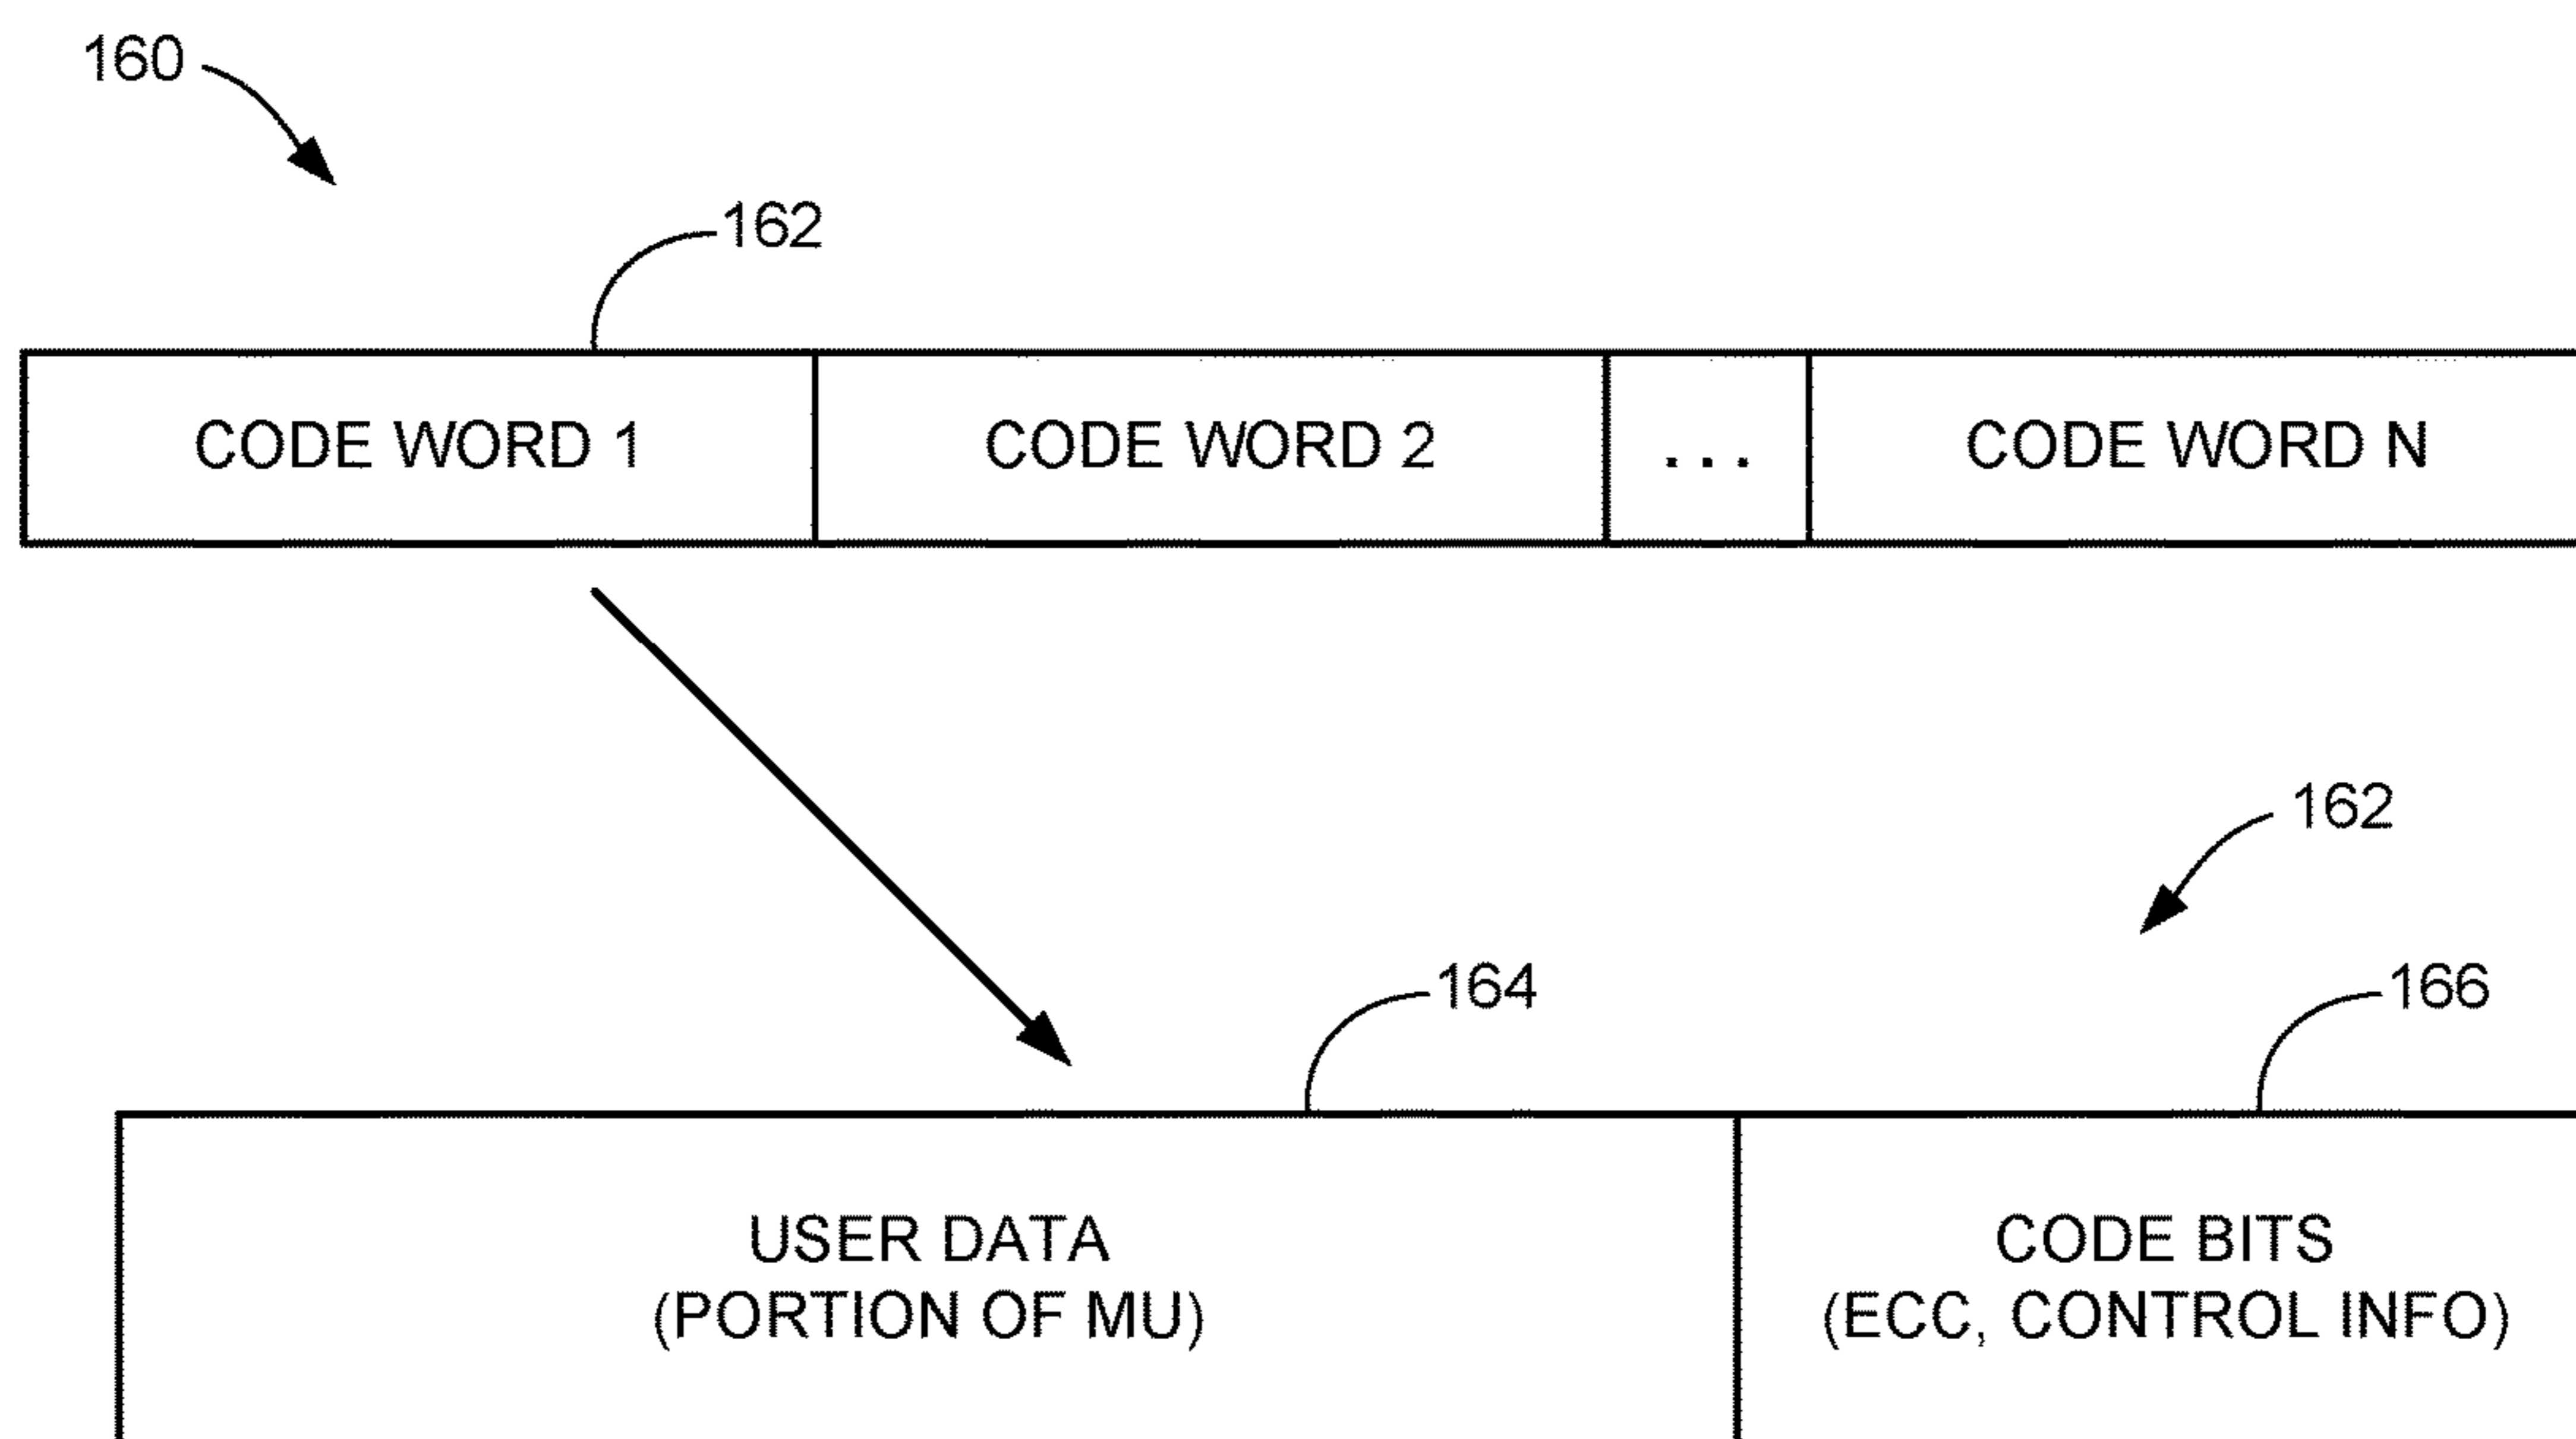 160
162
CODE WORD 1
CODE WORD 2
...
CODE WORD N
162
164
166
USER DATA
(PORTION OF MU)
CODE BITS
(ECC, CONTROL INFO)